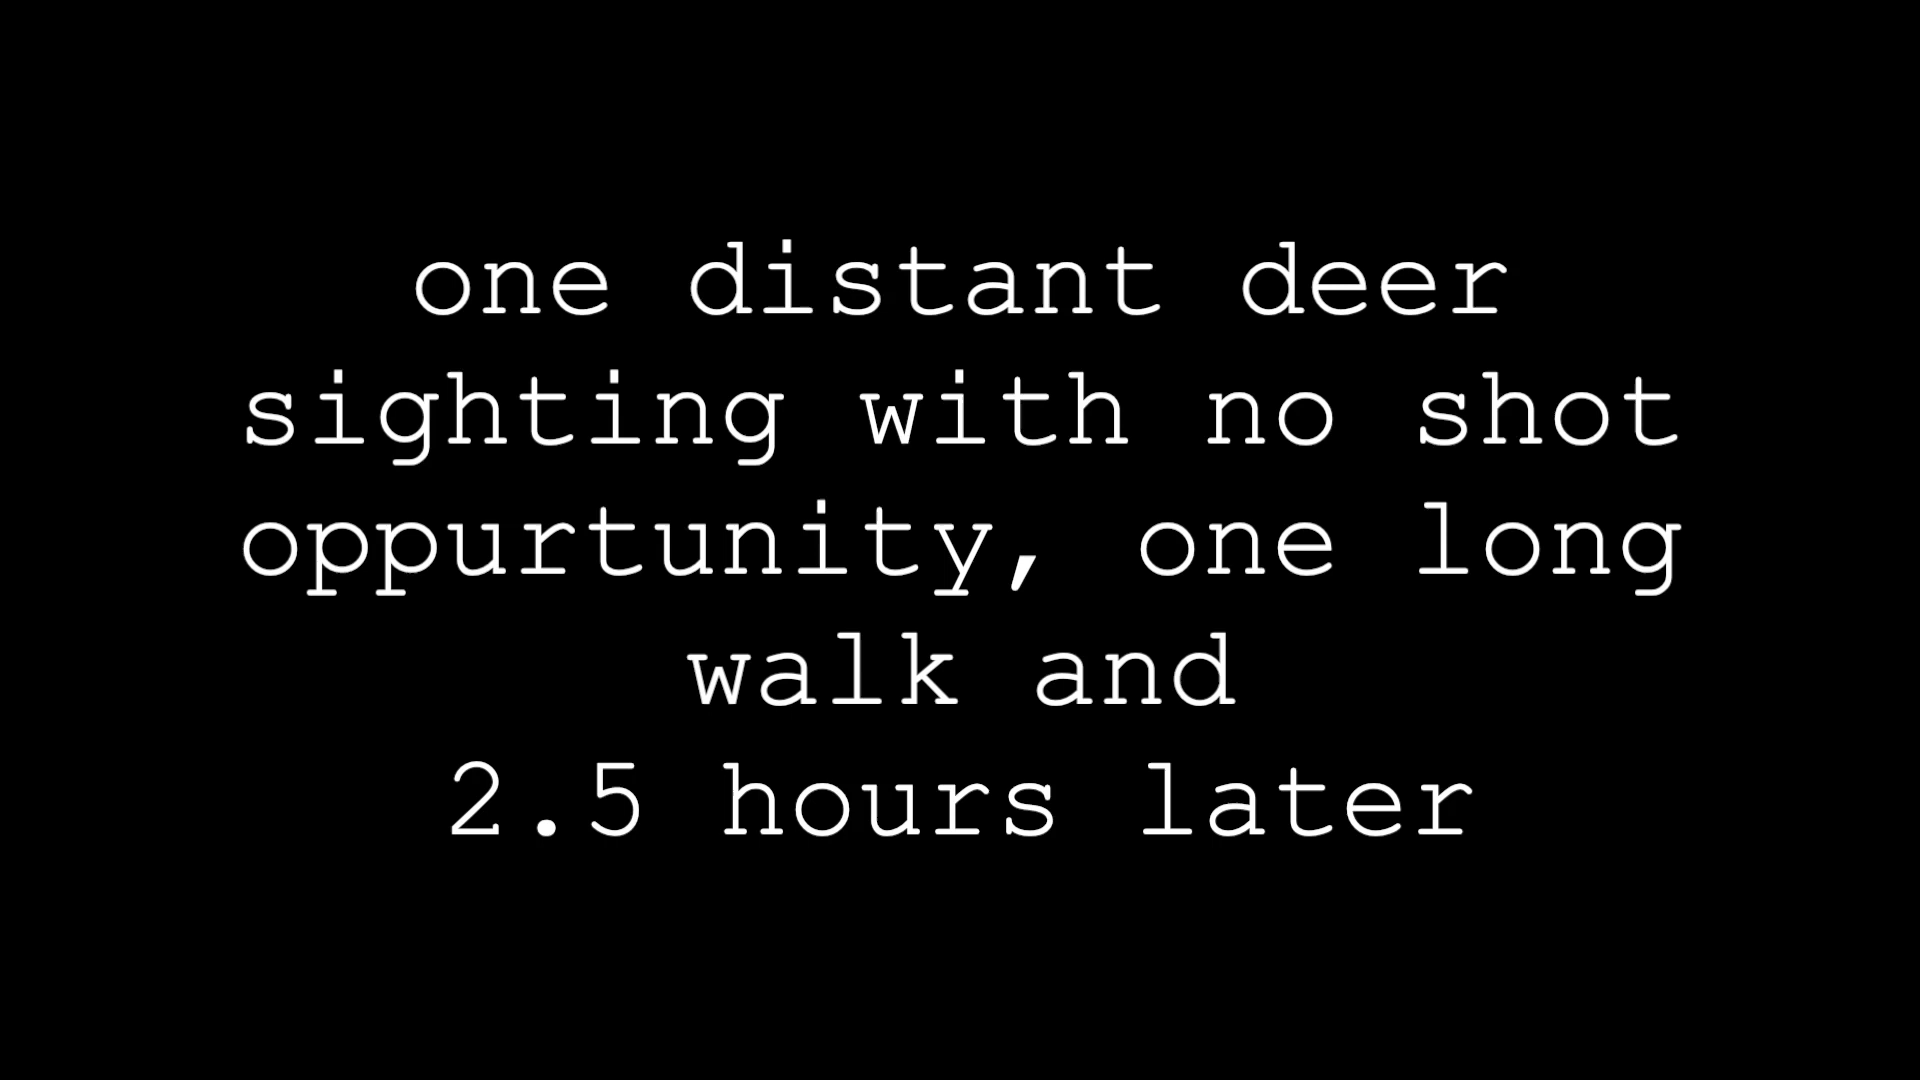 one distant deer
sighting with no shot
oppurtunity, one long
walk and
2.5 hours later